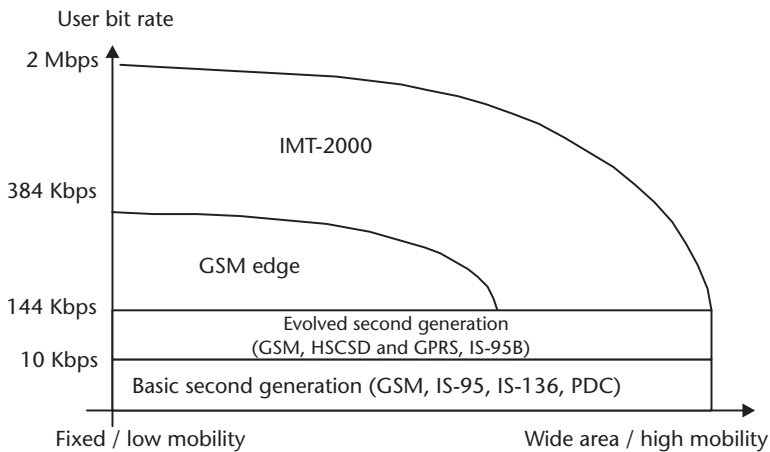 User bit rate
2 Mbps
IMT-2000
384 Kbps
GSM edge
144 Kbps
Evolved second generation
(GSM, HSCSD and GPRS, IS-95B)
10 Kbps
Basic second generation (GSM, IS-95, IS-136, PDC)
Fixed / low mobility
Wide area / high mobility